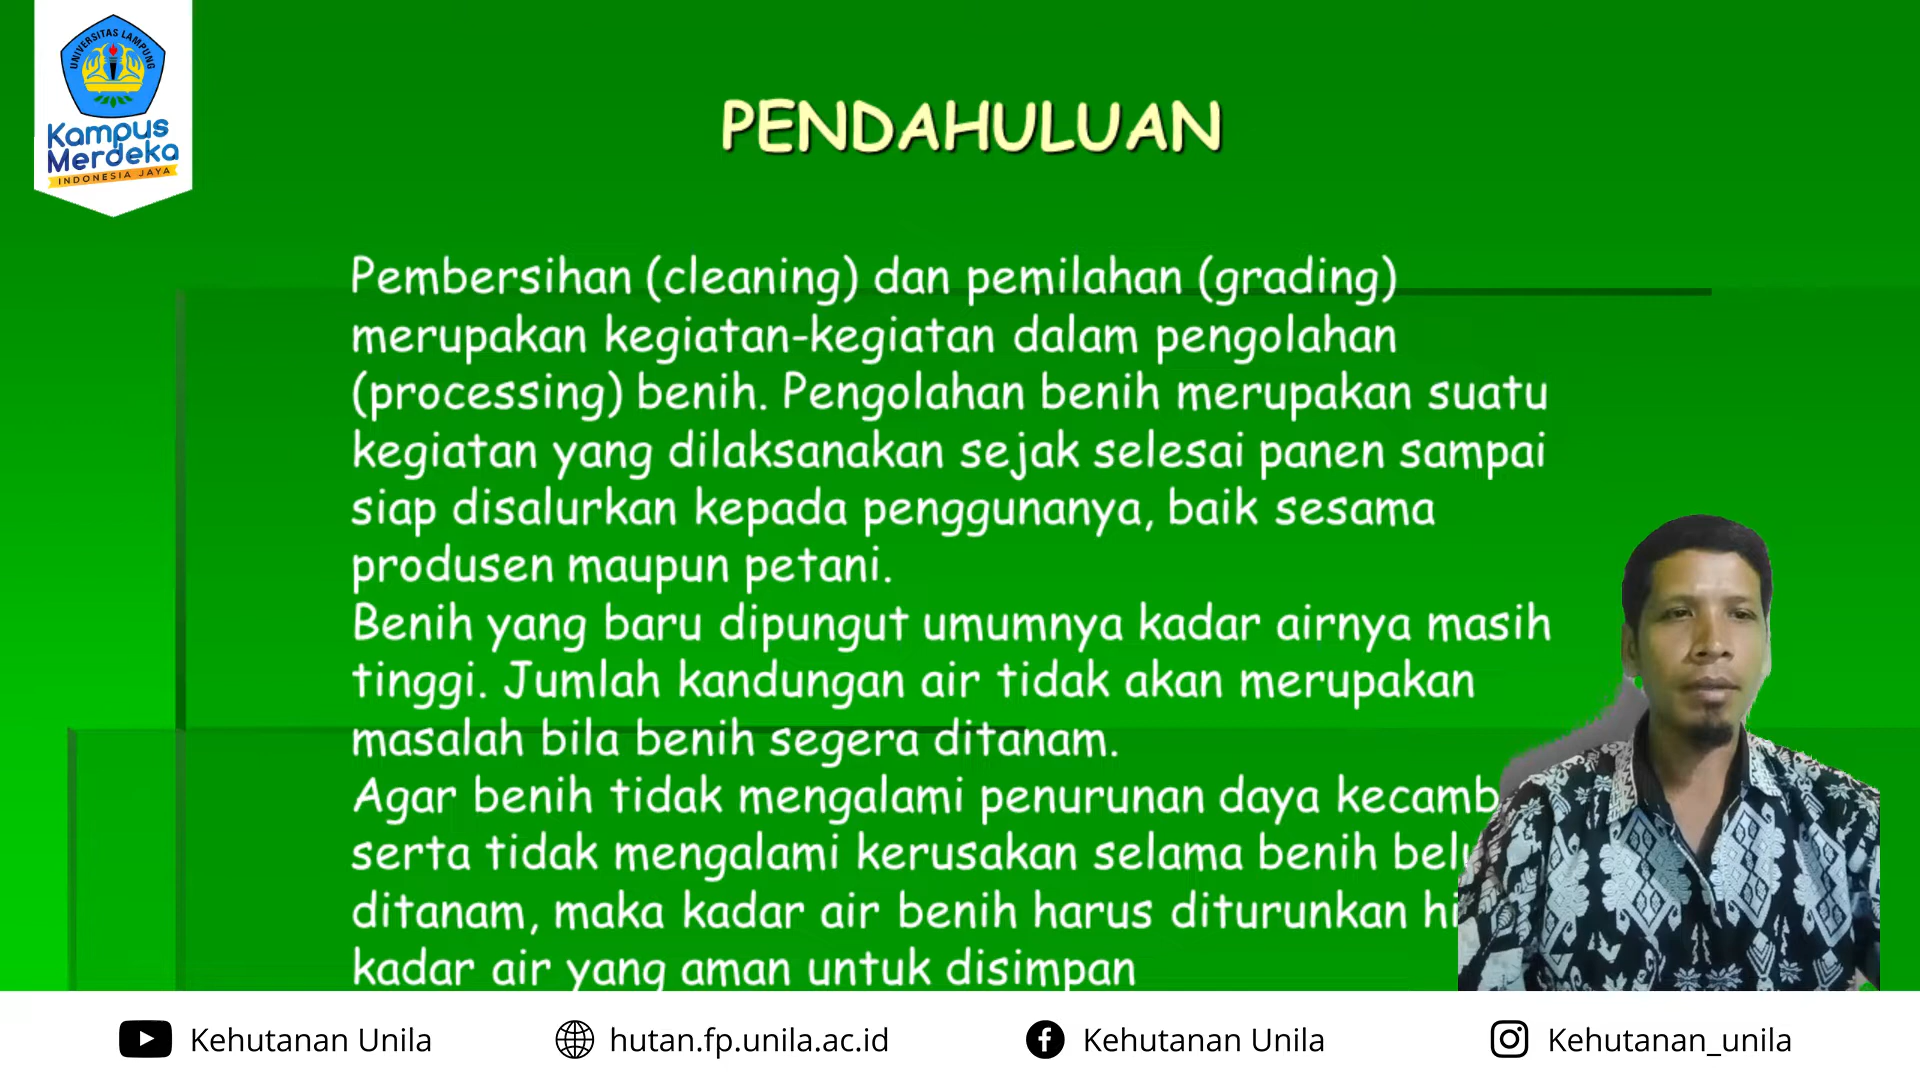 UNIVERSITAS LAMPUNG
Kampus
Merdeka
INDONESIA JAYA
PENDAHULUAN
Pembersihan (cleaning) dan pemilahan (grading)
merupakan kegiatan-kegiatan dalam pengolahan
(processing) benih. Pengolahan benih merupakan suatu
kegiatan yang dilaksanakan sejak selesai panen sampai
siap disalurkan kepada penggunanya, baik sesama
produsen maupun petani.
Benih yang baru dipungut umumnya kadar airnya masih
tinggi. Jumlah kandungan air tidak akan merupakan
masalah bila benih segera ditanam.
Agar benih tidak mengalami penurunan daya
serta tidak mengalami kerusakan selama benih
ditanam, maka kadar air benih harus diturunkan
kadar air yang aman untuk disimpan
Kehutanan Unila
hutan.fp.unila.ac.id
Kehutanan Unila
Kehutanan_unila